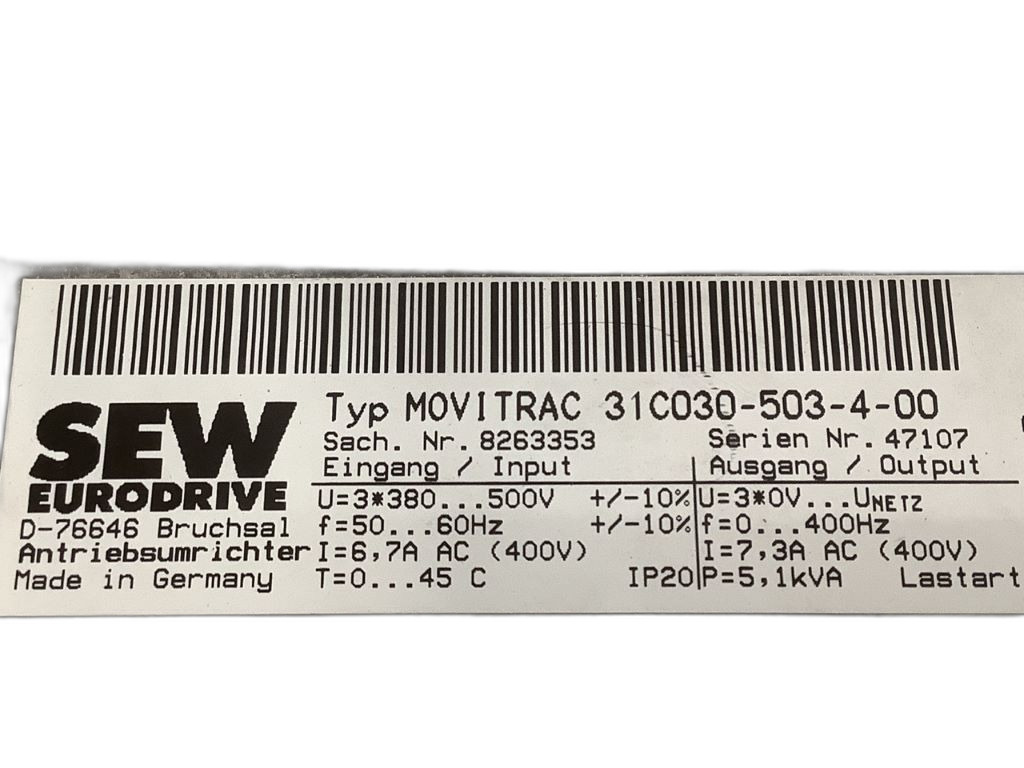 SEW
EURODRIVE
D-76646 Bruchsal
Antriebsumrichter
Made in Germany
Typ MOVITRAC 31C030-503-4-00
Sach. Nr. 8263353 Serien Nr. 47107
Eingang / Input Ausgang / Output
U=3*380...500V +/-10% U=3*0V...UNETZ
f=50...60Hz +/-10% f=0...400Hz
I=6,7A AC (400V) I=7,3A AC (400V)
T=0...45 C IP20 P=5,1kVA Lastart